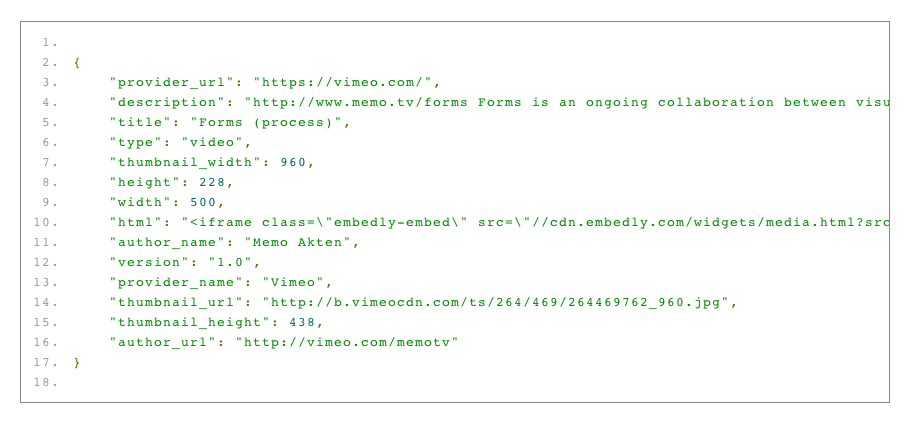 1.
2. {
3. "provider_url": "https://vimeo.com/",
4. "description": "http://www.memo.tv/forms Forms is an ongoing collaboration between visu
5. "title": "Forms (process)",
6. "type": "video",
7. "thumbnail_width": 960,
8. "height": 228,
9. "width": 500,
10. "html": "<iframe class=\"embedly-embed\" src=\"//cdn.embedly.com/widgets/media.html?src
11. "author_name": "Memo Akten",
12. "version": "1.0",
13. "provider_name": "Vimeo",
14. "thumbnail_url": "http://b.vimeocdn.com/ts/264/469/264469762_960.jpg",
15. "thumbnail_height": 438,
16. "author_url": "http://vimeo.com/memotv"
17. }
18.